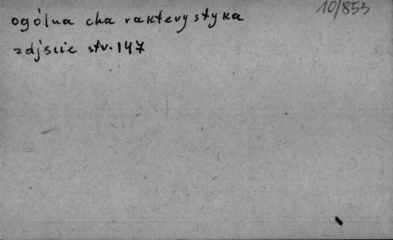 10/853
ogólna charakterystyka
zdjęcie str. 147